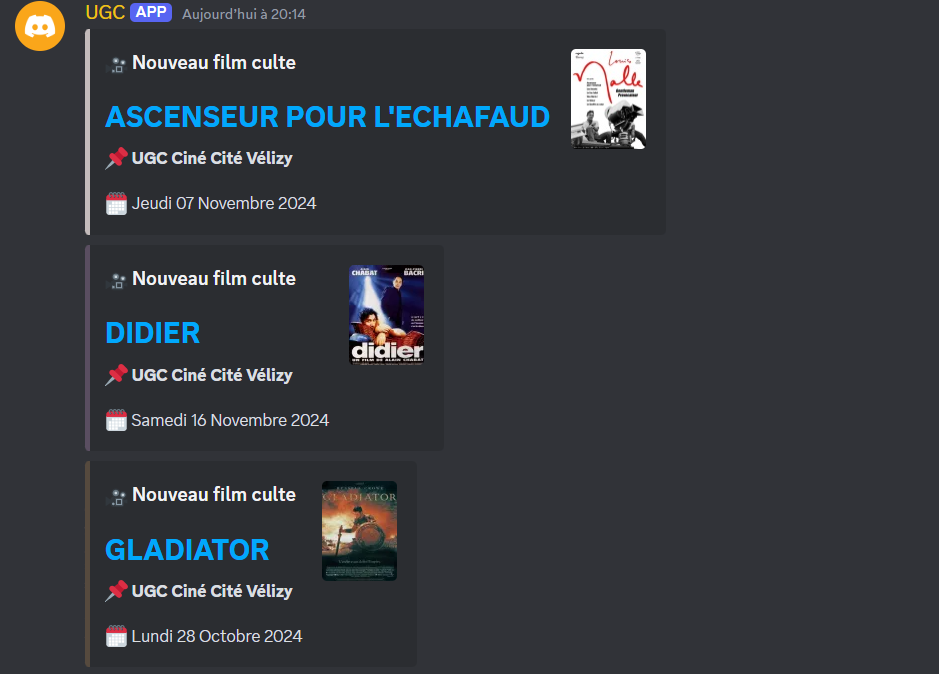 UGC APP Aujourd'hui à 20:14
Nouveau film culte
Louis
Malle
ASCENSEUR POUR L'ECHAFAUD
UGC Ciné Cité Vélizy
Jeudi 07 Novembre 2024
Nouveau film culte
CHABAT
BACRI
didier
UN FILM DE ALAIN CHABAT
DIDIER
UGC Ciné Cité Vélizy
Samedi 16 Novembre 2024
Nouveau film culte
GLADIATOR
GLADIATOR
UGC Ciné Cité Vélizy
Lundi 28 Octobre 2024